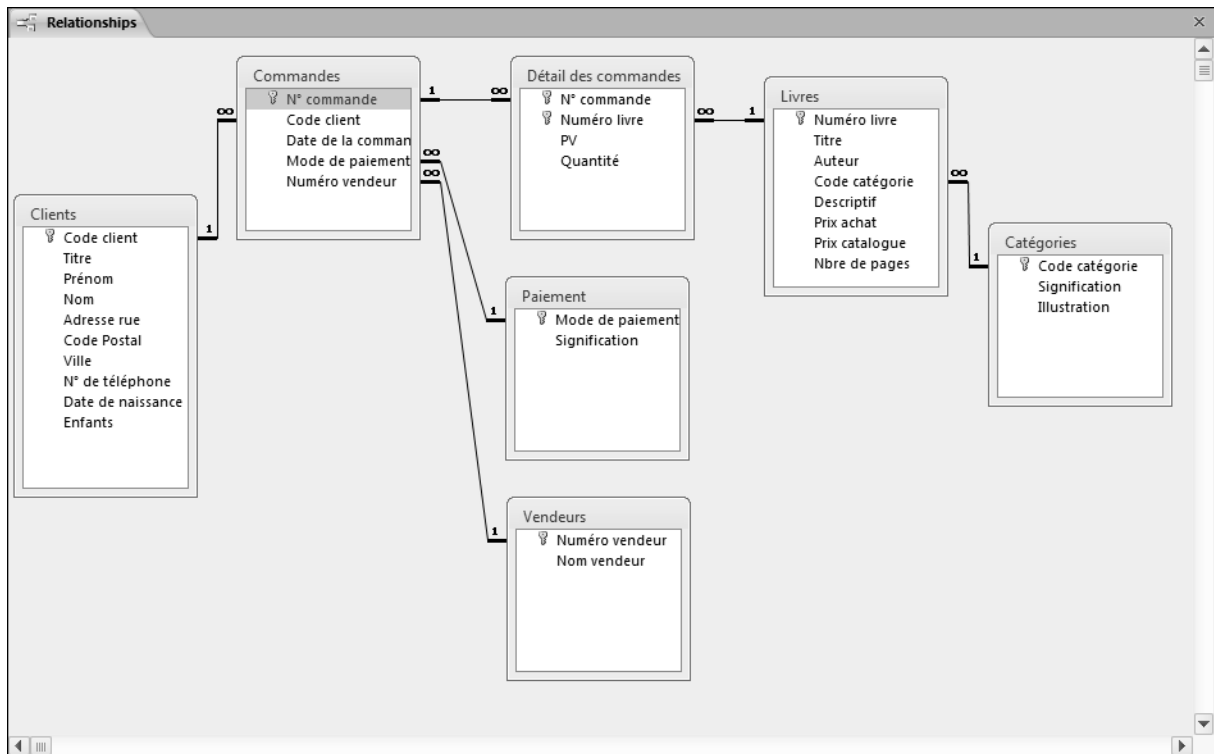 Relationships
Commandes
N° commande
Code client
Date de la comman
Mode de paiement
Numéro vendeur
Détail des commandes
N° commande
Numéro livre
PV
Quantité
Livres
Numéro livre
Titre
Auteur
Code catégorie
Descriptif
Prix achat
Prix catalogue
Nbre de pages
Clients
Code client
Titre
Prénom
Nom
Adresse rue
Code Postal
Ville
N° de téléphone
Date de naissance
Enfants
Catégories
Code catégorie
Signification
Illustration
Paiement
Mode de paiement
Signification
Vendeurs
Numéro vendeur
Nom vendeur
1
∞
∞
1
∞
1
∞
∞
1
1
∞
1